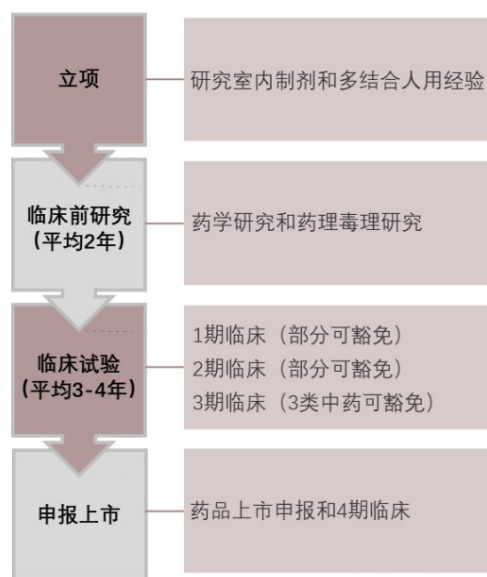 立项
研究室内制剂和多结合人用经验
临床前研究
(平均2年)
药学研究和药理毒理研究
临床试验
(平均3-4年)
1期临床（部分可豁免）
2期临床（部分可豁免）
3期临床（3类中药可豁免）
申报上市
药品上市申报和4期临床